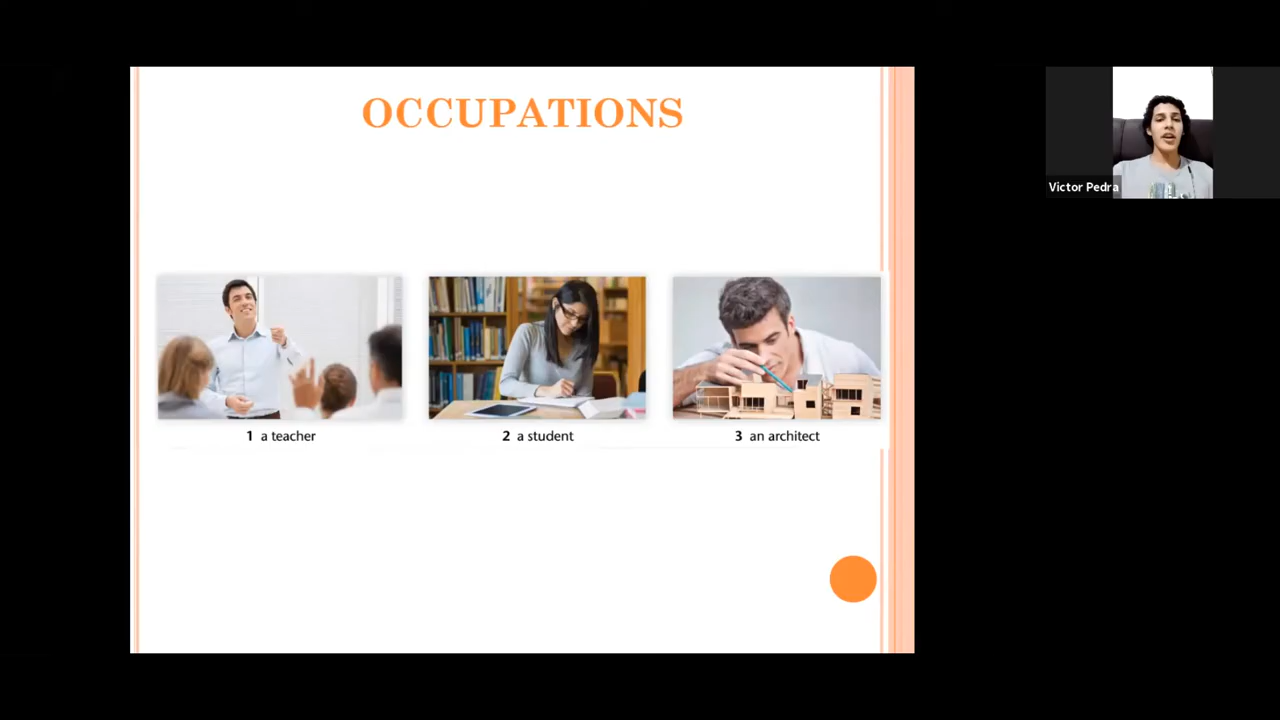 OCCUPATIONS
Victor Pedra
1 a teacher
2 a student
3 an architect